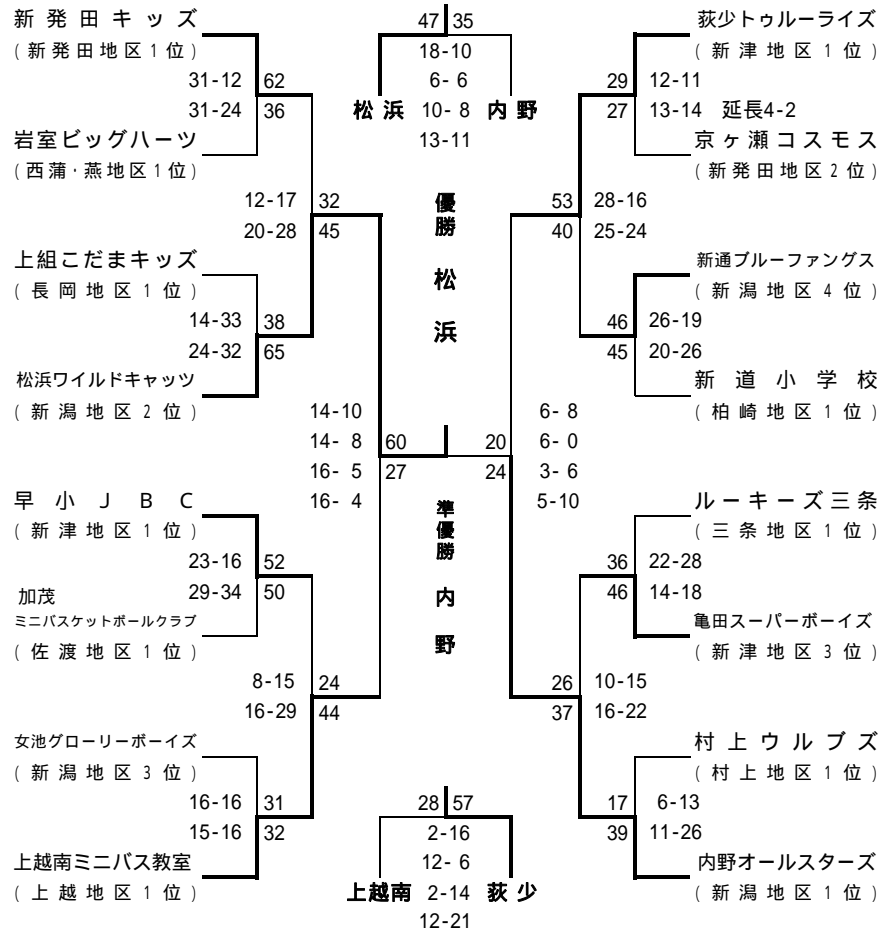 新発田キッズ
(新発田地区1位)
31-12 62
31-24 36
岩室ビッグハーツ
(西蒲・燕地区1位)
12-17 32
20-28 45
上組こだまキッズ
(長岡地区1位)
14-33 38
24-32 65
松浜ワイルドキャッツ
(新潟地区2位)
早小JBC
(新津地区1位)
23-16 52
29-34 50
加茂
ミニバスケットボールクラブ
(佐渡地区1位)
8-15 24
16-29 44
女池グローリーボーイズ
(新潟地区3位)
16-16 31
15-16 32
上越南ミニバス教室
(上越地区1位)
47 35
18-10
6- 6
松浜 10- 8 内野
13-11
優勝
松浜
14-10
14- 8 60
16- 5 27
16- 4
6- 8
20 6- 0
24 3- 6
5-10
準優勝
内野
28 57
2-16
12- 6
上越南 2-14 荻少
12-21
荻少トゥルーライズ
(新津地区1位)
29 12-11
27 13-14 延長4-2
京ヶ瀬コスモス
(新発田地区2位)
53 28-16
40 25-24
新通ブルーファングス
(新潟地区4位)
46 26-19
45 20-26
新道小学校
(柏崎地区1位)
ルーキーズ三条
(三条地区1位)
36 22-28
46 14-18
亀田スーパーボーイズ
(新津地区3位)
26 10-15
37 16-22
村上ウルブズ
(村上地区1位)
17 6-13
39 11-26
内野オールスターズ
(新潟地区1位)